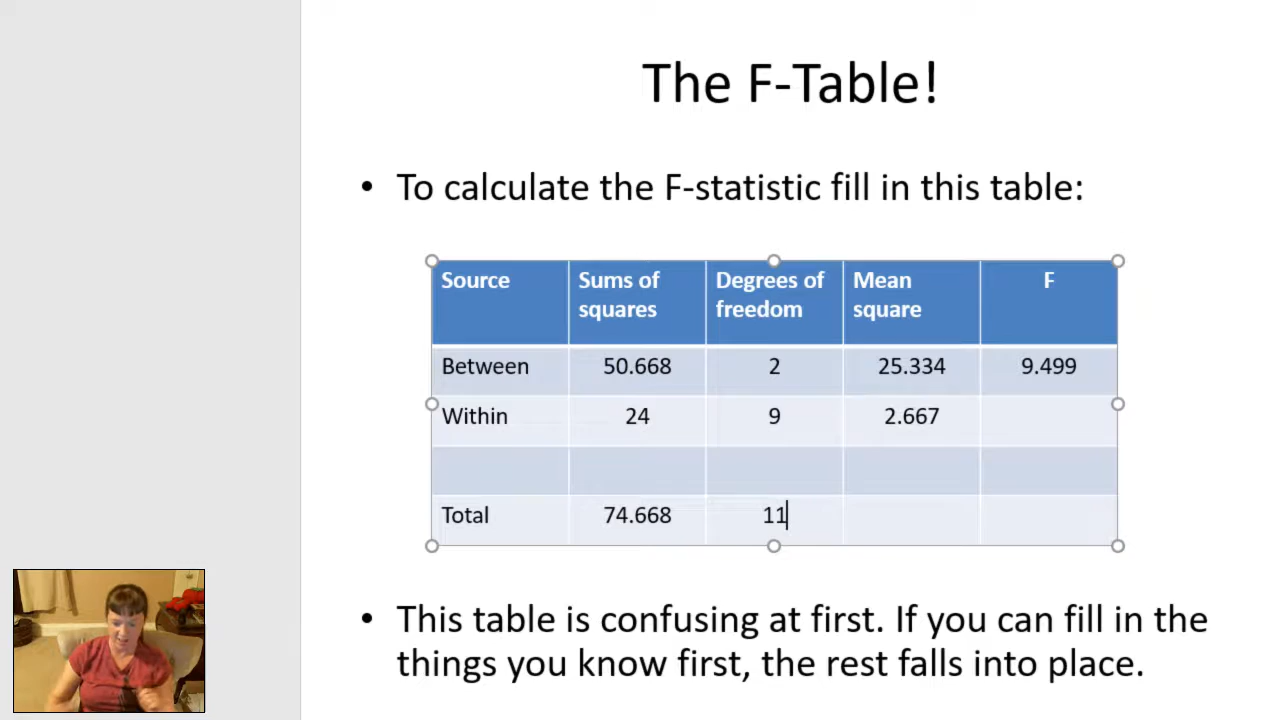 The F-Table!
• To calculate the F-statistic fill in this table:
Source Sums of squares Degrees of freedom Mean square F
Between 50.668 2 25.334 9.499
Within 24 9 2.667
Total 74.668 11
• This table is confusing at first. If you can fill in the
things you know first, the rest falls into place.